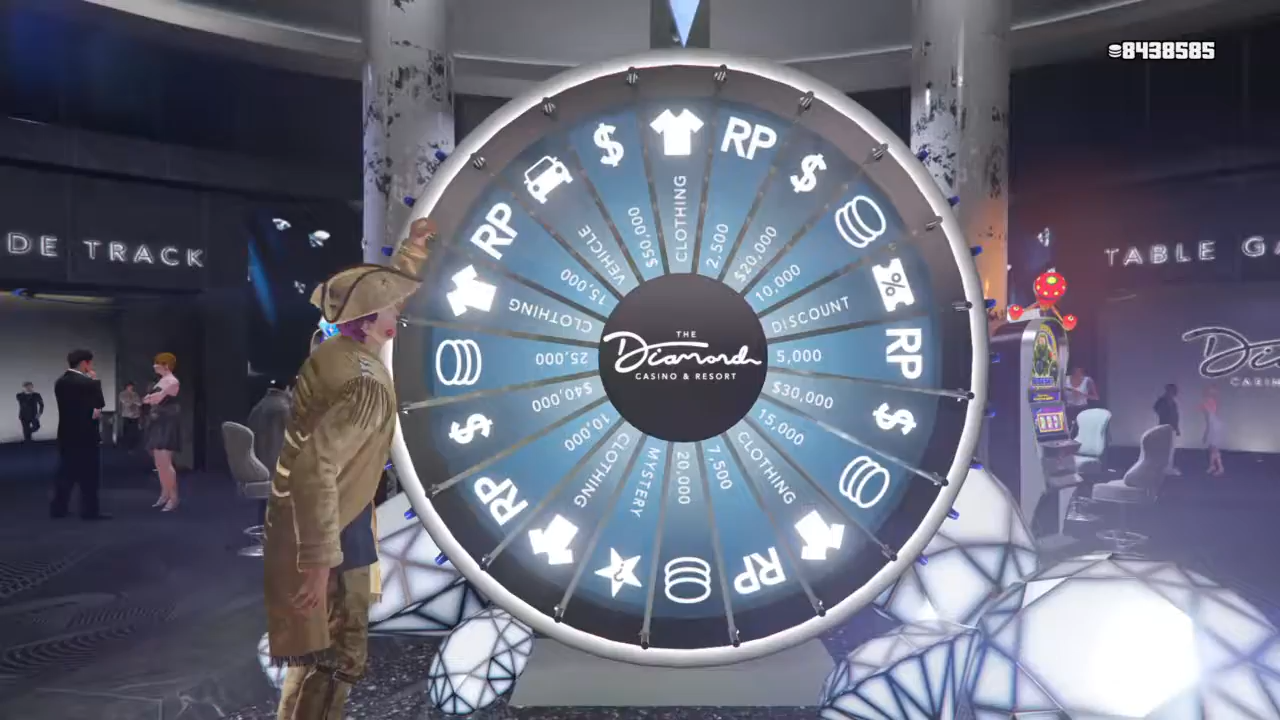 8438585
DE TRACK
TABLE GA
CLOTHING
RP
2,500
$
$20,000
10,000
%
DISCOUNT
RP
5,000
$
$30,000
15,000
CLOTHING
RP
7,500
20,000
?
MYSTERY
CLOTHING
RP
10,000
$
$40,000
25,000
CLOTHING
RP
15,000
VEHICLE
$
$50,000
THE
Diamond
CASINO & RESORT